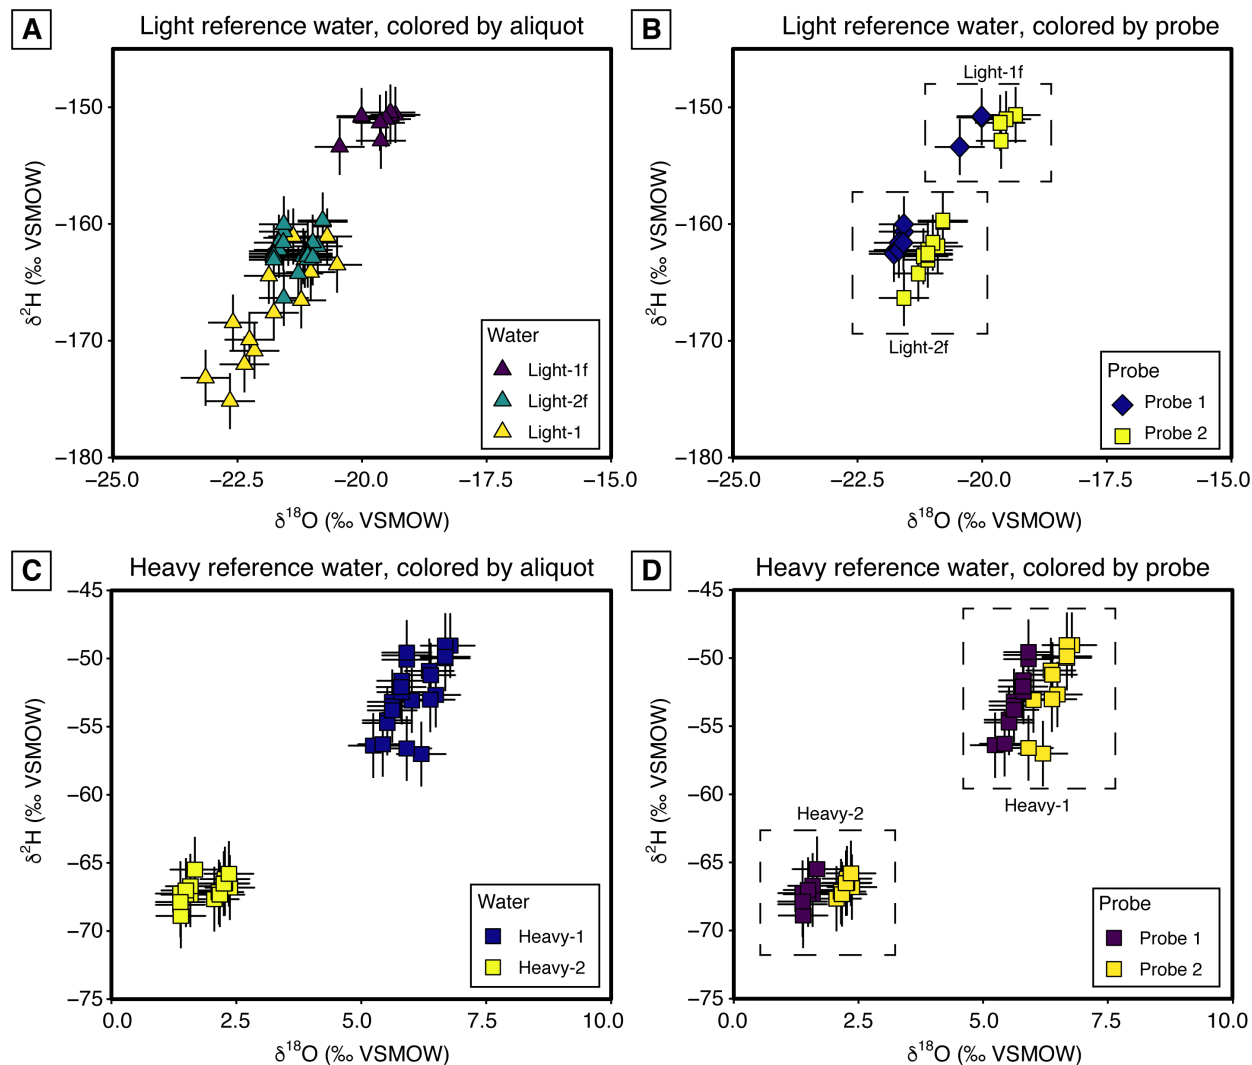 A
Light reference water, colored by aliquot
δ²H (‰ VSMOW)
−150
−160
−170
−180
−25.0
−22.5
−20.0
−17.5
−15.0
δ¹⁸O (‰ VSMOW)
Water
Light-1f
Light-2f
Light-1
B
Light reference water, colored by probe
δ²H (‰ VSMOW)
−150
−160
−170
−180
−25.0
−22.5
−20.0
−17.5
−15.0
δ¹⁸O (‰ VSMOW)
Light-1f
Light-2f
Probe
Probe 1
Probe 2
C
Heavy reference water, colored by aliquot
δ²H (‰ VSMOW)
−45
−50
−55
−60
−65
−70
−75
0.0
2.5
5.0
7.5
10.0
δ¹⁸O (‰ VSMOW)
Water
Heavy-1
Heavy-2
D
Heavy reference water, colored by probe
δ²H (‰ VSMOW)
−45
−50
−55
−60
−65
−70
−75
0.0
2.5
5.0
7.5
10.0
δ¹⁸O (‰ VSMOW)
Heavy-1
Heavy-2
Probe
Probe 1
Probe 2